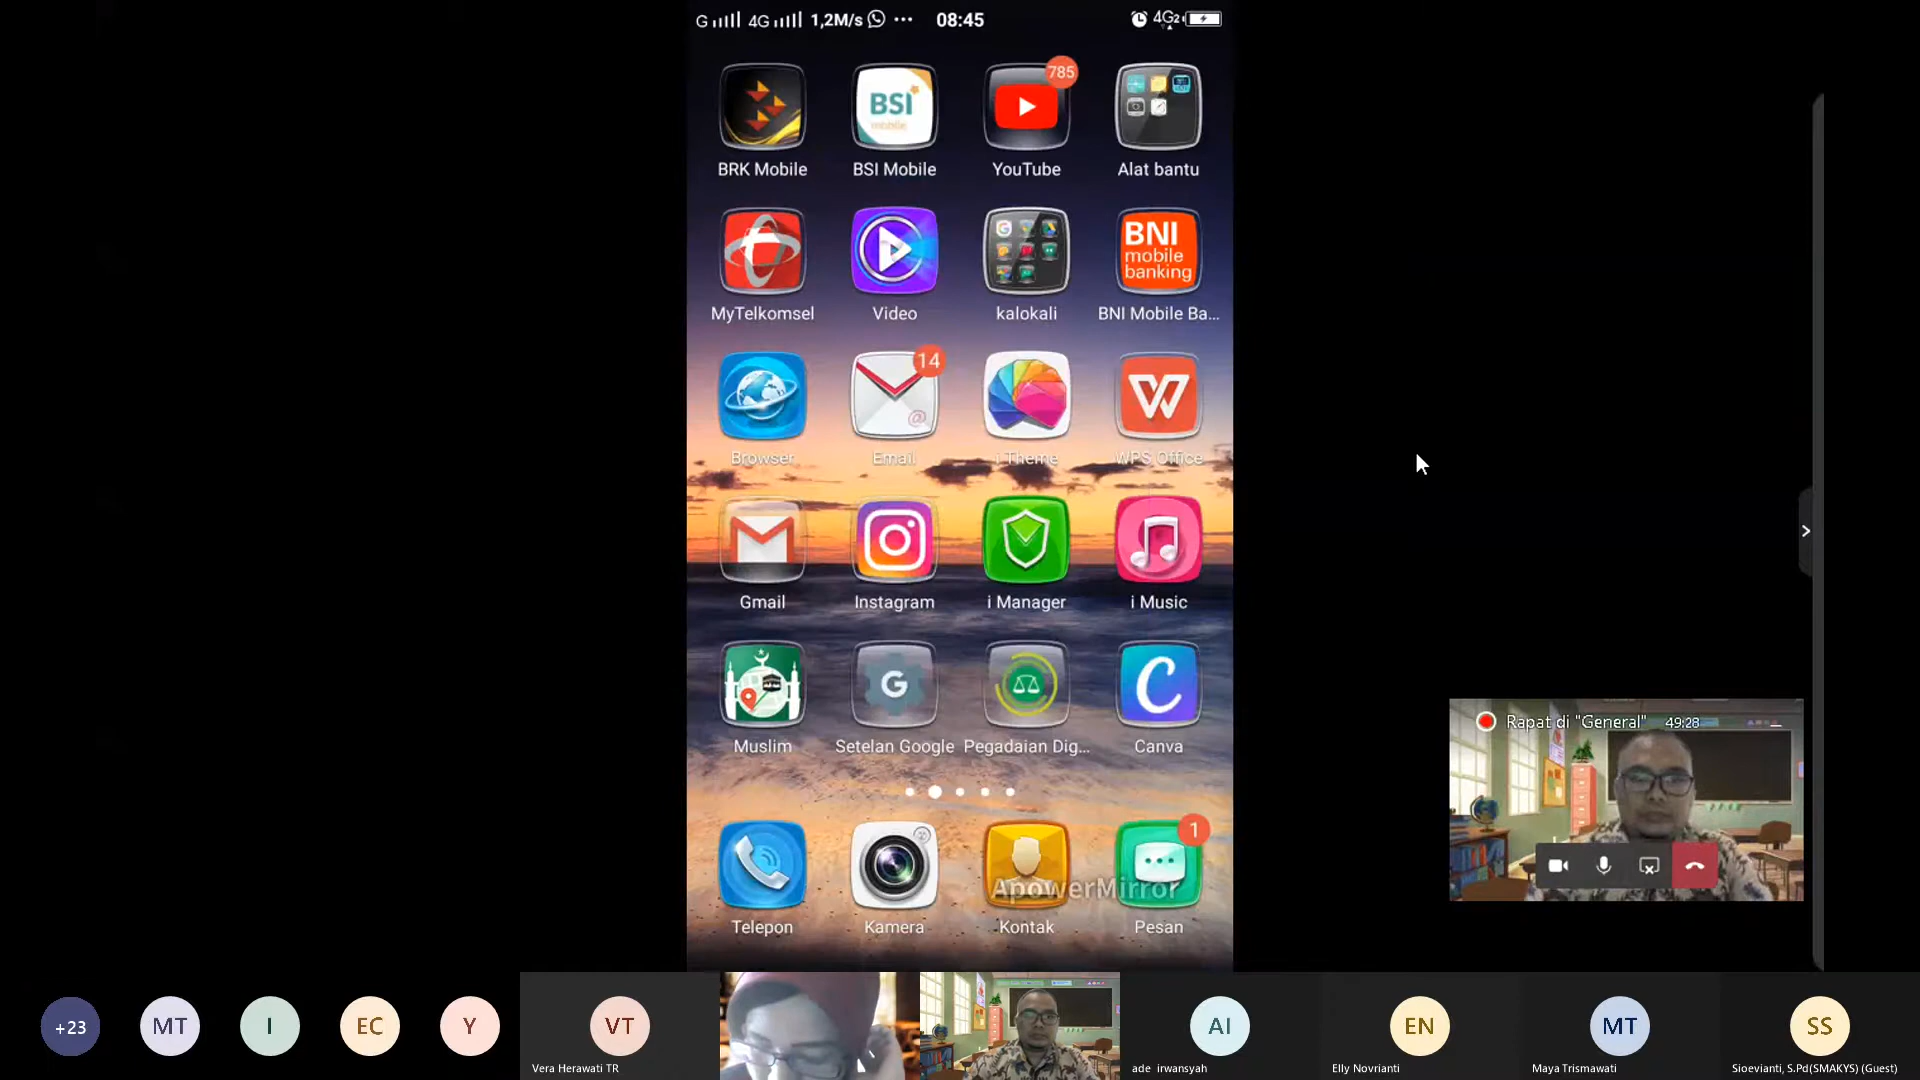 G 4G 1,2M/s ... 08:45 4G2
BRK Mobile
BSI
mobile
BSI Mobile
785
YouTube
Alat bantu
MyTelkomsel
Video
kalokali
BNI
mobile
banking
BNI Mobile Ba...
Browser
14
@
Email
i Theme
W
WPS Office
Gmail
Instagram
i Manager
i Music
Muslim
G
Setelan Google
Pegadaian Dig...
C
Canva
Telepon
Kamera
Kontak
1
ApowerMirror
Pesan
Rapat di "General" 49:28
+23
MT
I
EC
Y
VT
Vera Herawati TR
AI
ade irwansyah
EN
Elly Novrianti
MT
Maya Trismawati
SS
Sioevianti, S.Pd(SMAKYS) (Guest)